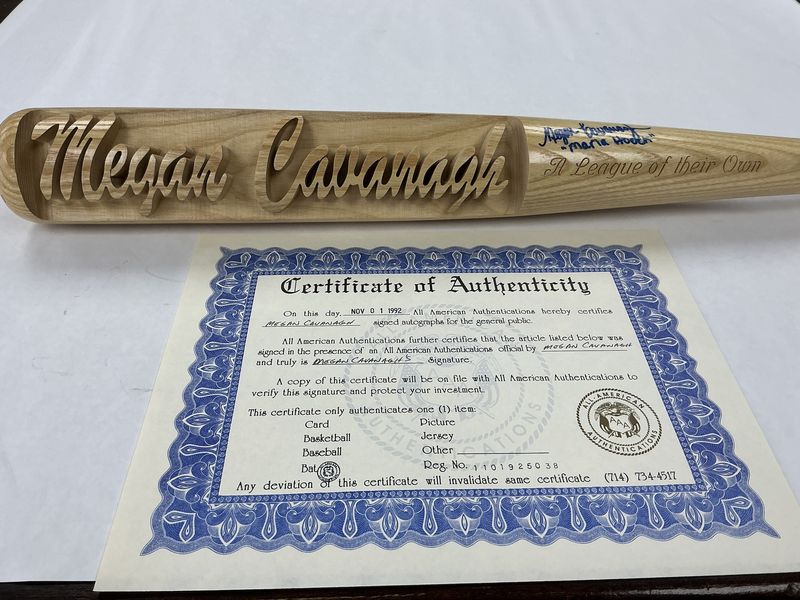 Megan Cavanagh
Megan Cavanagh
"Marla Hooch"
A League of their Own
Certificate of Authenticity
On this day, NOV 01 1992 All American Authentications hereby certifies
MEGAN CAVANAGH signed autographs for the general public.
All American Authentications further certifies that the article listed below was
signed in the presence of an All American Authentications official by MEGAN CAVANAGH
and truly is MEGAN CAVANAGH'S Signature.
A copy of this certificate will be on file with All American Authentications to
verify this signature and protect your investment.
This certificate only authenticates one (1) item:
Card Picture
Basketball Jersey
Baseball Other
Bat Reg. No. 1101925038
Any deviation of this certificate will invalidate same certificate (714) 734-4517
ALL AMERICAN
AAA
AUTHENTICATIONS